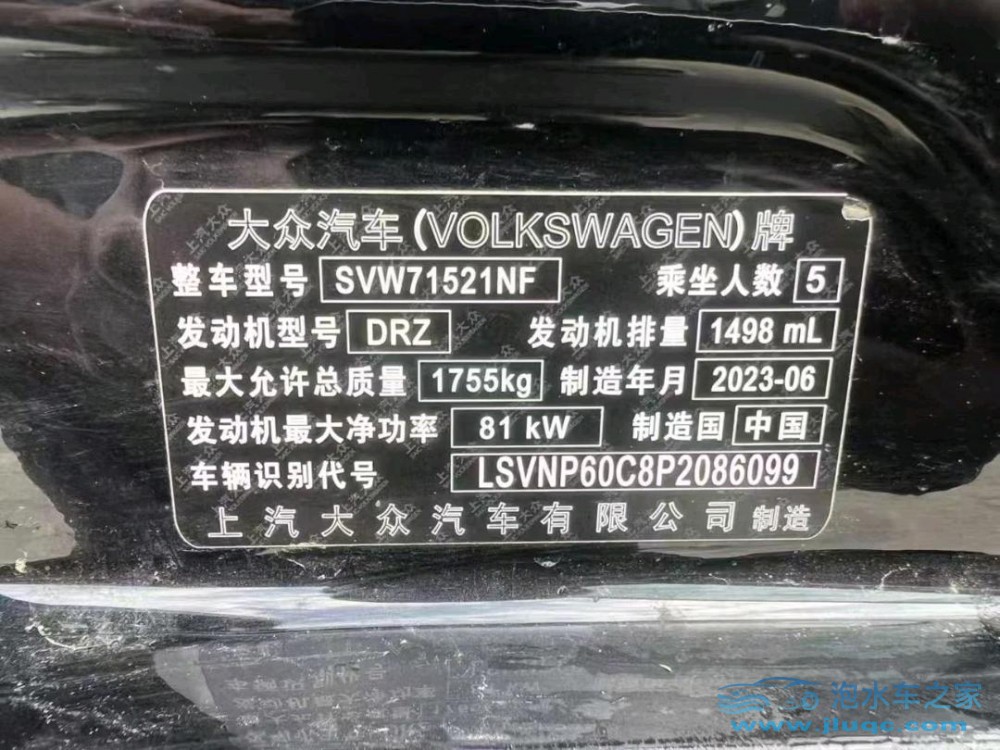 大众汽车(VOLKSWAGEN)牌
整车型号 SVW71521NF 乘坐人数 5
发动机型号 DRZ 发动机排量 1498 mL
最大允许总质量 1755kg 制造年月 2023-06
发动机最大净功率 81 kW 制造国 中国
车辆识别代号 LSVNP60C8P2086099
上汽大众汽车有限公司 制造
泡水车之家
www.jluqc.com